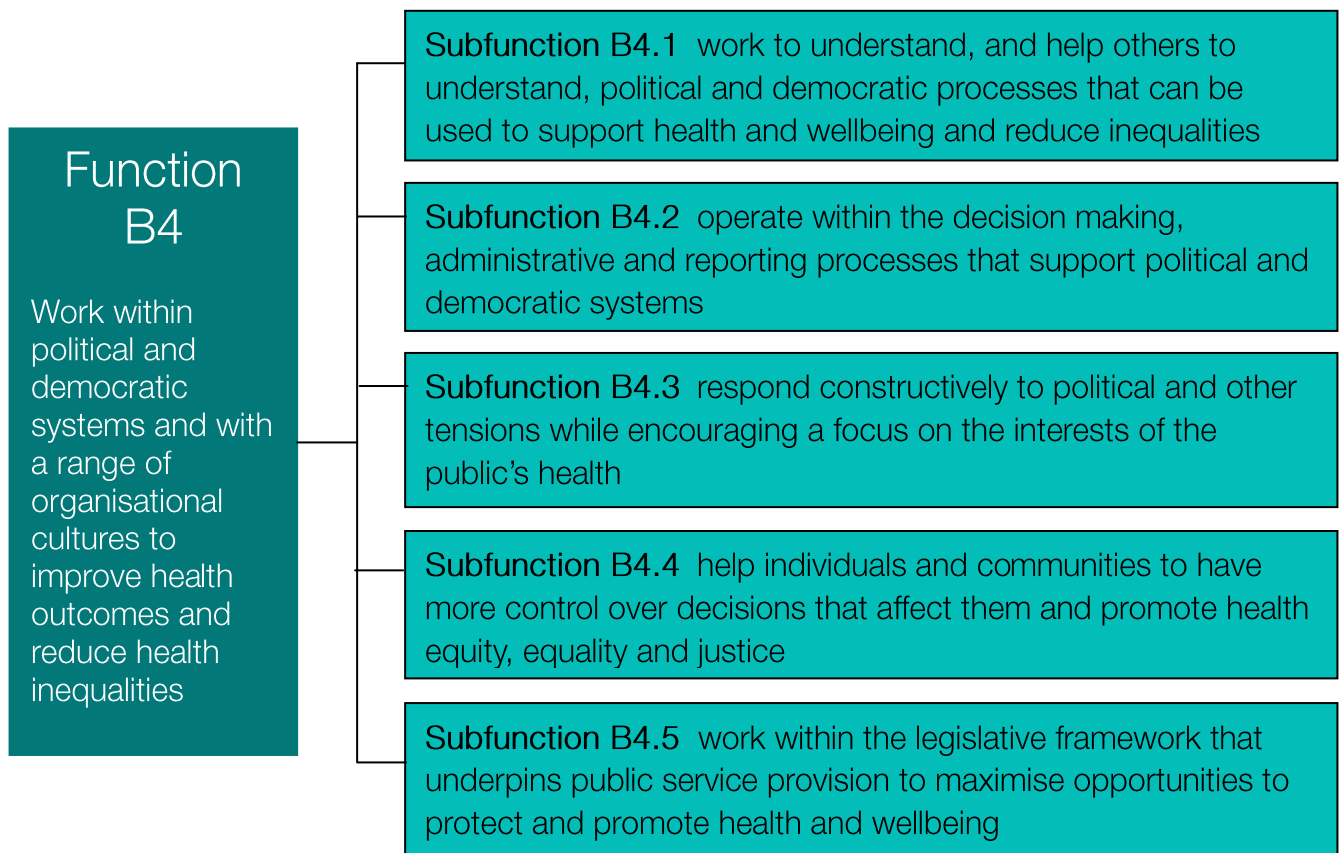 Function
B4
Work within
political and
democratic
systems and with
a range of
organisational
cultures to
improve health
outcomes and
reduce health
inequalities
Subfunction B4.1 work to understand, and help others to
understand, political and democratic processes that can be
used to support health and wellbeing and reduce inequalities
Subfunction B4.2 operate within the decision making,
administrative and reporting processes that support political and
democratic systems
Subfunction B4.3 respond constructively to political and other
tensions while encouraging a focus on the interests of the
public’s health
Subfunction B4.4 help individuals and communities to have
more control over decisions that affect them and promote health
equity, equality and justice
Subfunction B4.5 work within the legislative framework that
underpins public service provision to maximise opportunities to
protect and promote health and wellbeing